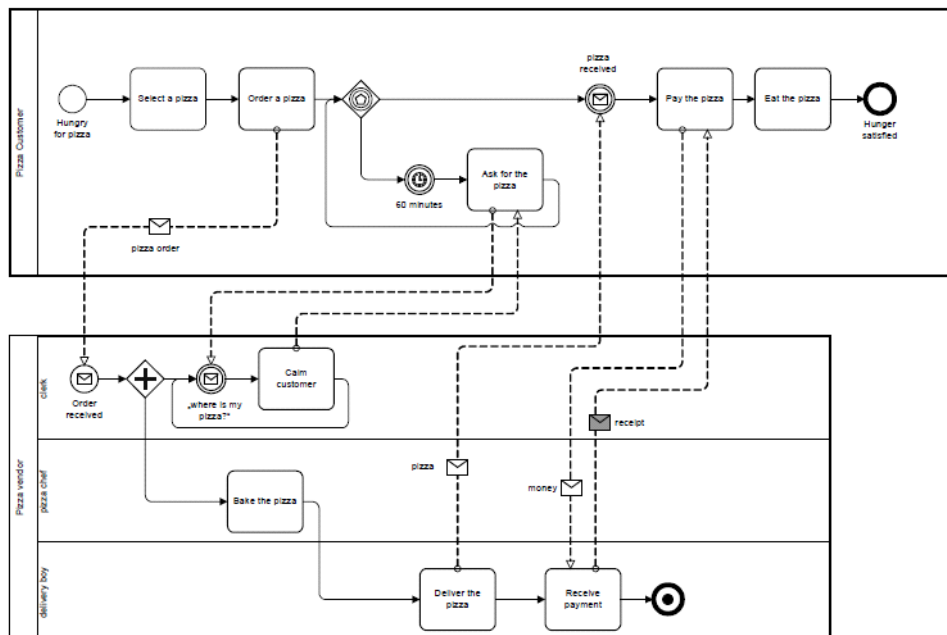 Pizza Customer
Hungry
for pizza
Select a pizza
Order a pizza
60 minutes
Ask for the
pizza
pizza
received
Pay the pizza
Eat the pizza
Hunger
satisfied
pizza order
Pizza vendor
clerk
Order
received
„where is my
pizza?“
Calm
customer
receipt
pizza chef
pizza
money
Bake the pizza
delivery boy
Deliver the
pizza
Receive
payment